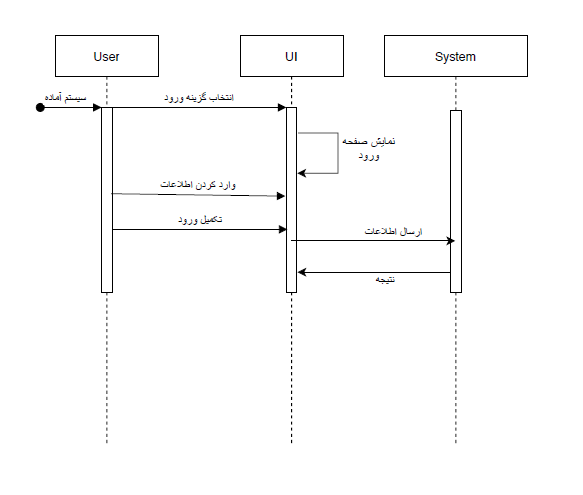 User
UI
System
سیستم آماده
انتخاب گزینه ورود
نمایش صفحه
ورود
وارد کردن اطلاعات
تکمیل ورود
ارسال اطلاعات
نتیجه